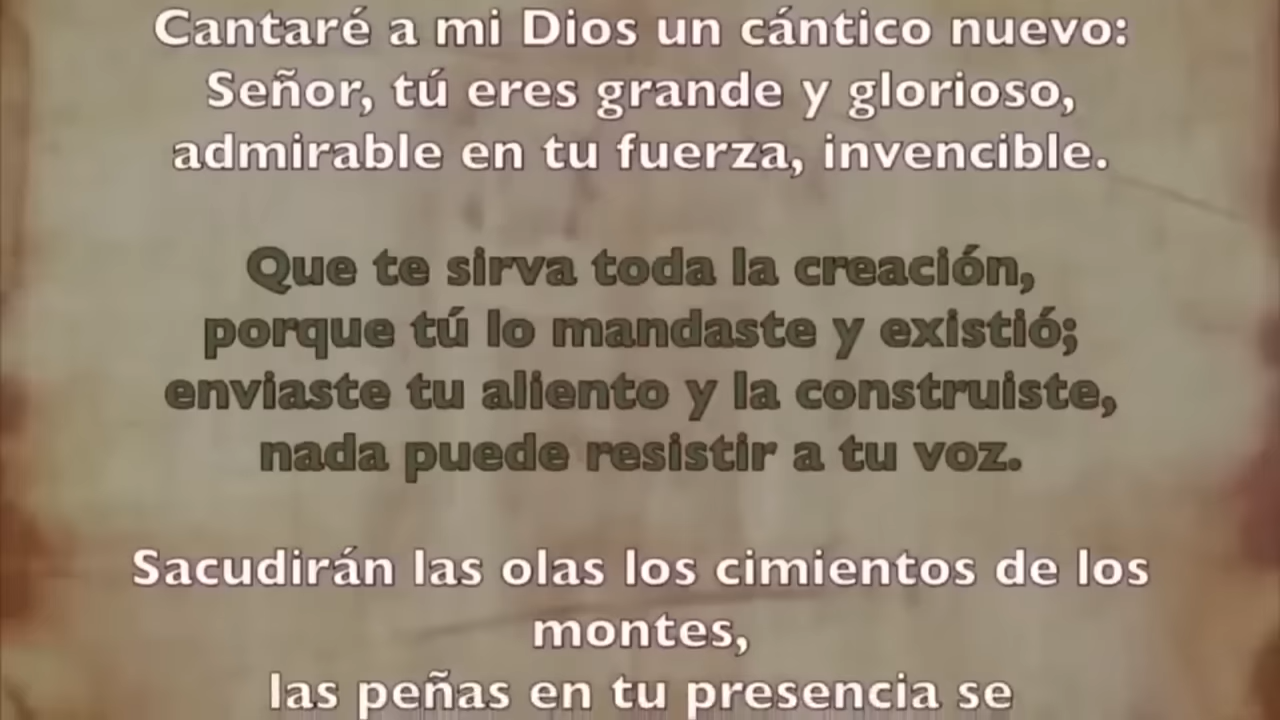 Cantaré a mi Dios un cántico nuevo:
Señor, tú eres grande y glorioso,
admirable en tu fuerza, invencible.
Que te sirva toda la creación,
porque tú lo mandaste y existió;
enviaste tu aliento y la construiste,
nada puede resistir a tu voz.
Sacudirán las olas los cimientos de los
montes,
las peñas en tu presencia se